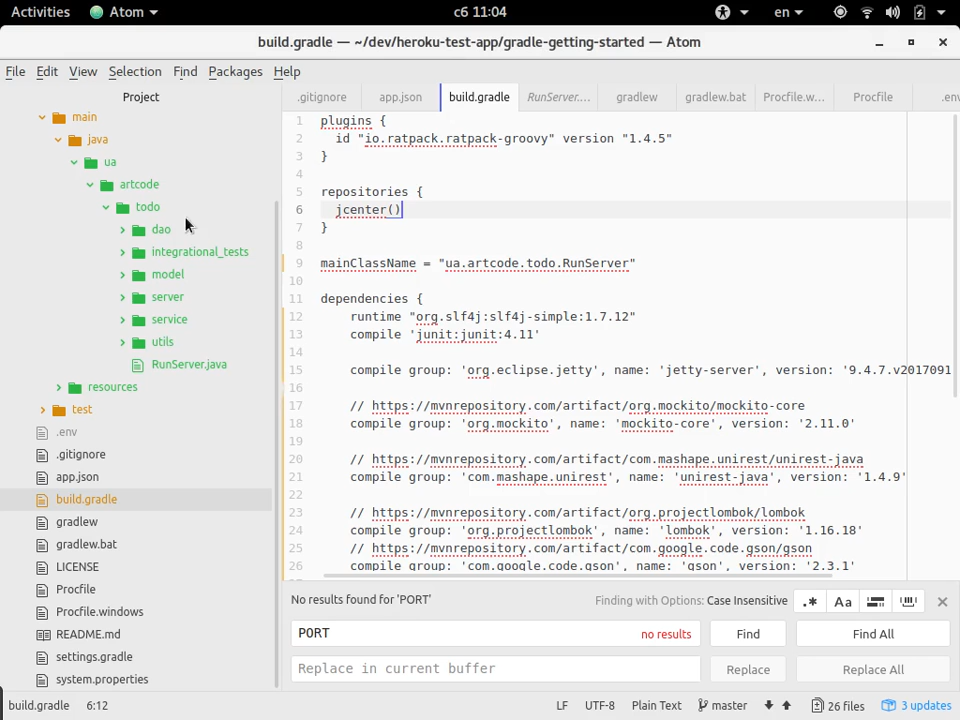 Activities Atom сб 11:04 en
build.gradle — ~/dev/heroku-test-app/gradle-getting-started — Atom
File Edit View Selection Find Packages Help
Project
main
java
ua
artcode
todo
dao
integrational_tests
model
server
service
utils
RunServer.java
resources
test
.env
.gitignore
app.json
build.gradle
gradlew
gradlew.bat
LICENSE
Procfile
Procfile.windows
README.md
settings.gradle
system.properties
.gitignore app.json build.gradle RunServer.... gradlew gradlew.bat Procfile.w... Procfile .env
1 plugins {
2 id "io.ratpack.ratpack-groovy" version "1.4.5"
3 }
4
5 repositories {
6 jcenter()
7 }
8
9 mainClassName = "ua.artcode.todo.RunServer"
10
11 dependencies {
12 runtime "org.slf4j:slf4j-simple:1.7.12"
13 compile 'junit:junit:4.11'
14
15 compile group: 'org.eclipse.jetty', name: 'jetty-server', version: '9.4.7.v2017091
16
17 // https://mvnrepository.com/artifact/org.mockito/mockito-core
18 compile group: 'org.mockito', name: 'mockito-core', version: '2.11.0'
19
20 // https://mvnrepository.com/artifact/com.mashape.unirest/unirest-java
21 compile group: 'com.mashape.unirest', name: 'unirest-java', version: '1.4.9'
22
23 // https://mvnrepository.com/artifact/org.projectlombok/lombok
24 compile group: 'org.projectlombok', name: 'lombok', version: '1.16.18'
25 // https://mvnrepository.com/artifact/com.google.code.gson/gson
26 compile group: 'com.google.code.gson', name: 'gson', version: '2.3.1'
No results found for 'PORT' Finding with Options: Case Insensitive .* Aa
PORT no results Find Find All
Replace in current buffer Replace Replace All
build.gradle 6:12 LF UTF-8 Plain Text master 26 files 3 updates